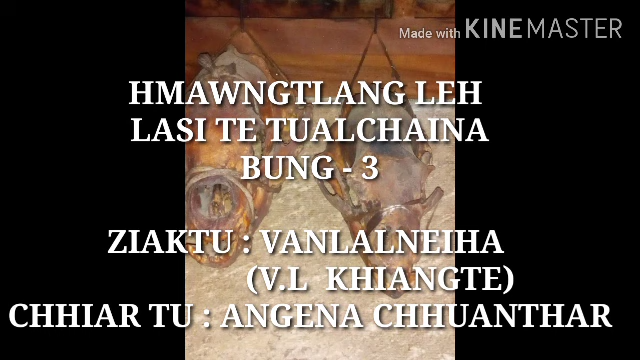 Made with KINEMASTER
HMAWNGTLANG LEH
LASI TE TUALCHAINA
BUNG - 3
ZIAKTU : VANLALNEIHA
(V.L KHIANGTE)
CHHIAR TU : ANGENA CHHUANTHAR